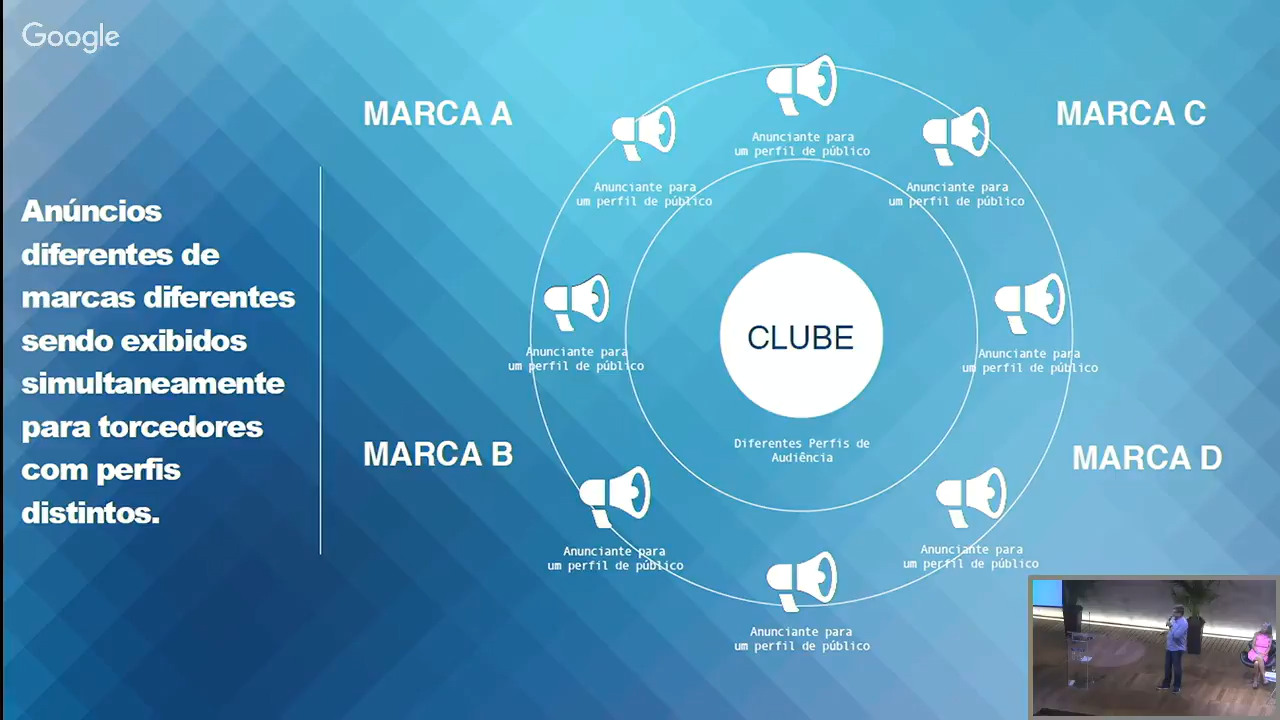 Google
Anúncios
diferentes de
marcas diferentes
sendo exibidos
simultaneamente
para torcedores
com perfis
distintos.
MARCA A
MARCA C
Anunciante para
um perfil de público
Anunciante para
um perfil de público
Anunciante para
um perfil de público
CLUBE
Anunciante para
um perfil de público
Anunciante para
um perfil de público
Diferentes Perfis de
Audiência
MARCA B
MARCA D
Anunciante para
um perfil de público
Anunciante para
um perfil de público
Anunciante para
um perfil de público